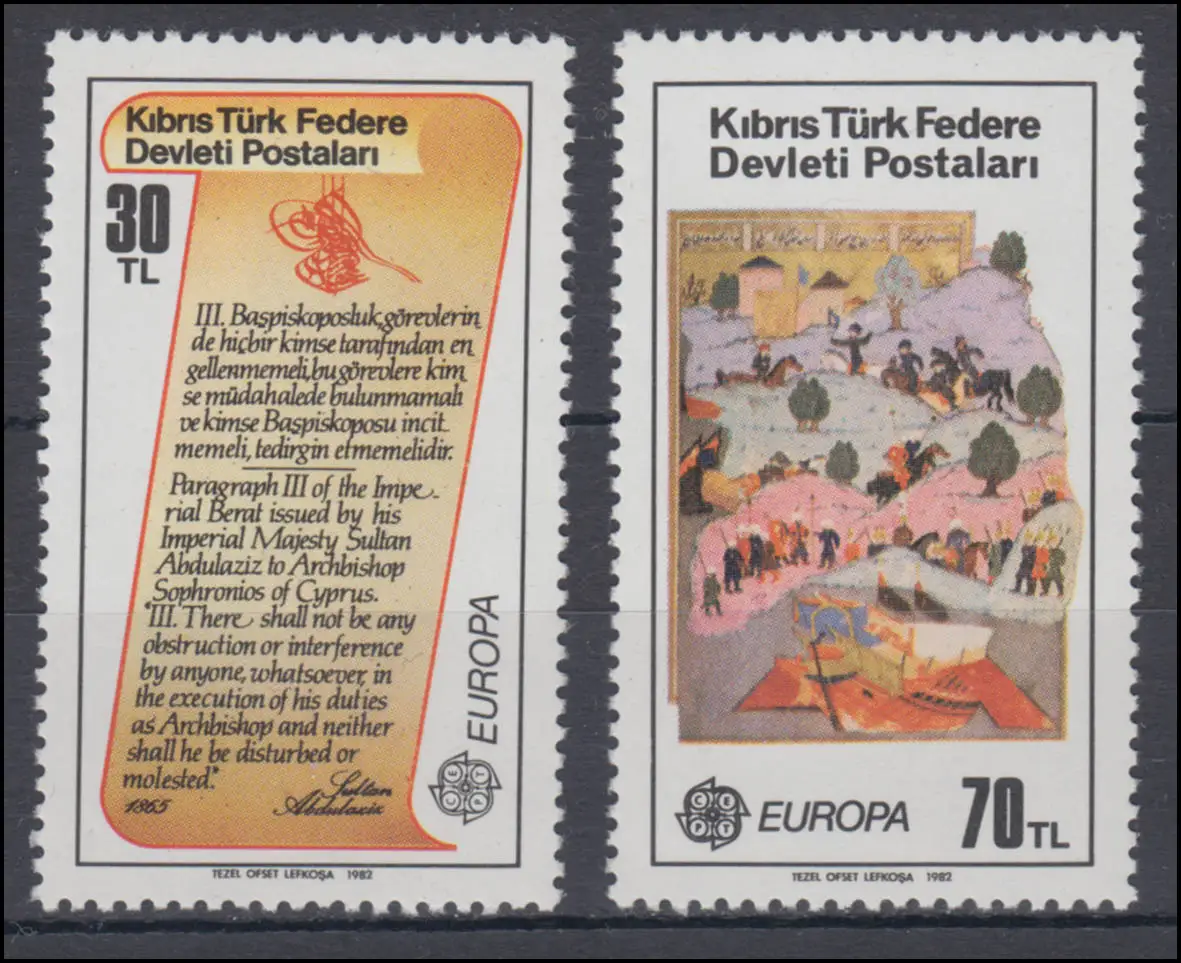 Kıbrıs Türk Federe
Devleti Postaları
30
TL
III. Başpiskoposluk, görevlerin
de hiçbir kimse tarafından en
gellenmemeli, bu görevlere kim
se müdahalede bulunmamalı
ve kimse Başpiskoposu incit
memeli, tedirgin etmemelidir.
Paragraph III of the Impe
rial Berat issued by his
Imperial Majesty Sultan
Abdulaziz to Archbishop
Sophronios of Cyprus.
"III. There shall not be any
obstruction or interference
by anyone, whatsoever, in
the execution of his duties
as Archbishop and neither
shall he be disturbed or
molested."
1865
Sultan
Abdulaziz
CEPT
EUROPA
TEZEL OFSET LEFKOŞA 1982
Kıbrıs Türk Federe
Devleti Postaları
CEPT
EUROPA
70 TL
TEZEL OFSET LEFKOŞA 1982